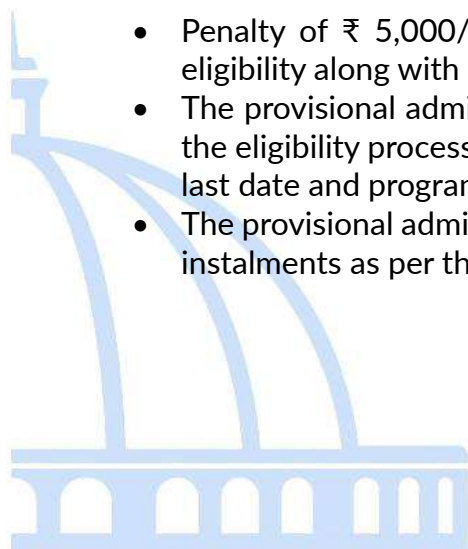 • Penalty of ₹ 5,000/
eligibility along with
• The provisional admi
the eligibility process
last date and program
• The provisional admi
instalments as per th